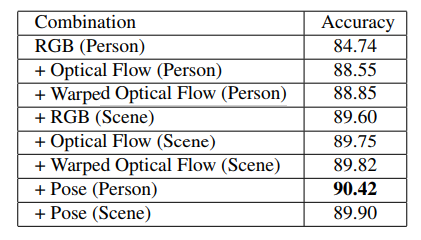 Combination Accuracy
RGB (Person) 84.74
+ Optical Flow (Person) 88.55
+ Warped Optical Flow (Person) 88.85
+ RGB (Scene) 89.60
+ Optical Flow (Scene) 89.75
+ Warped Optical Flow (Scene) 89.82
+ Pose (Person) 90.42
+ Pose (Scene) 89.90